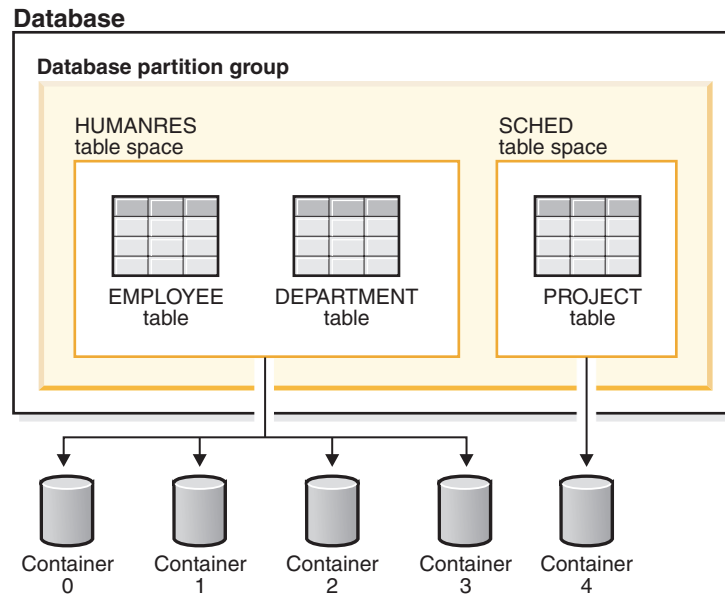 Database
Database partition group
HUMANRES
table space
SCHED
table space
EMPLOYEE
table
DEPARTMENT
table
PROJECT
table
Container
0
Container
1
Container
2
Container
3
Container
4